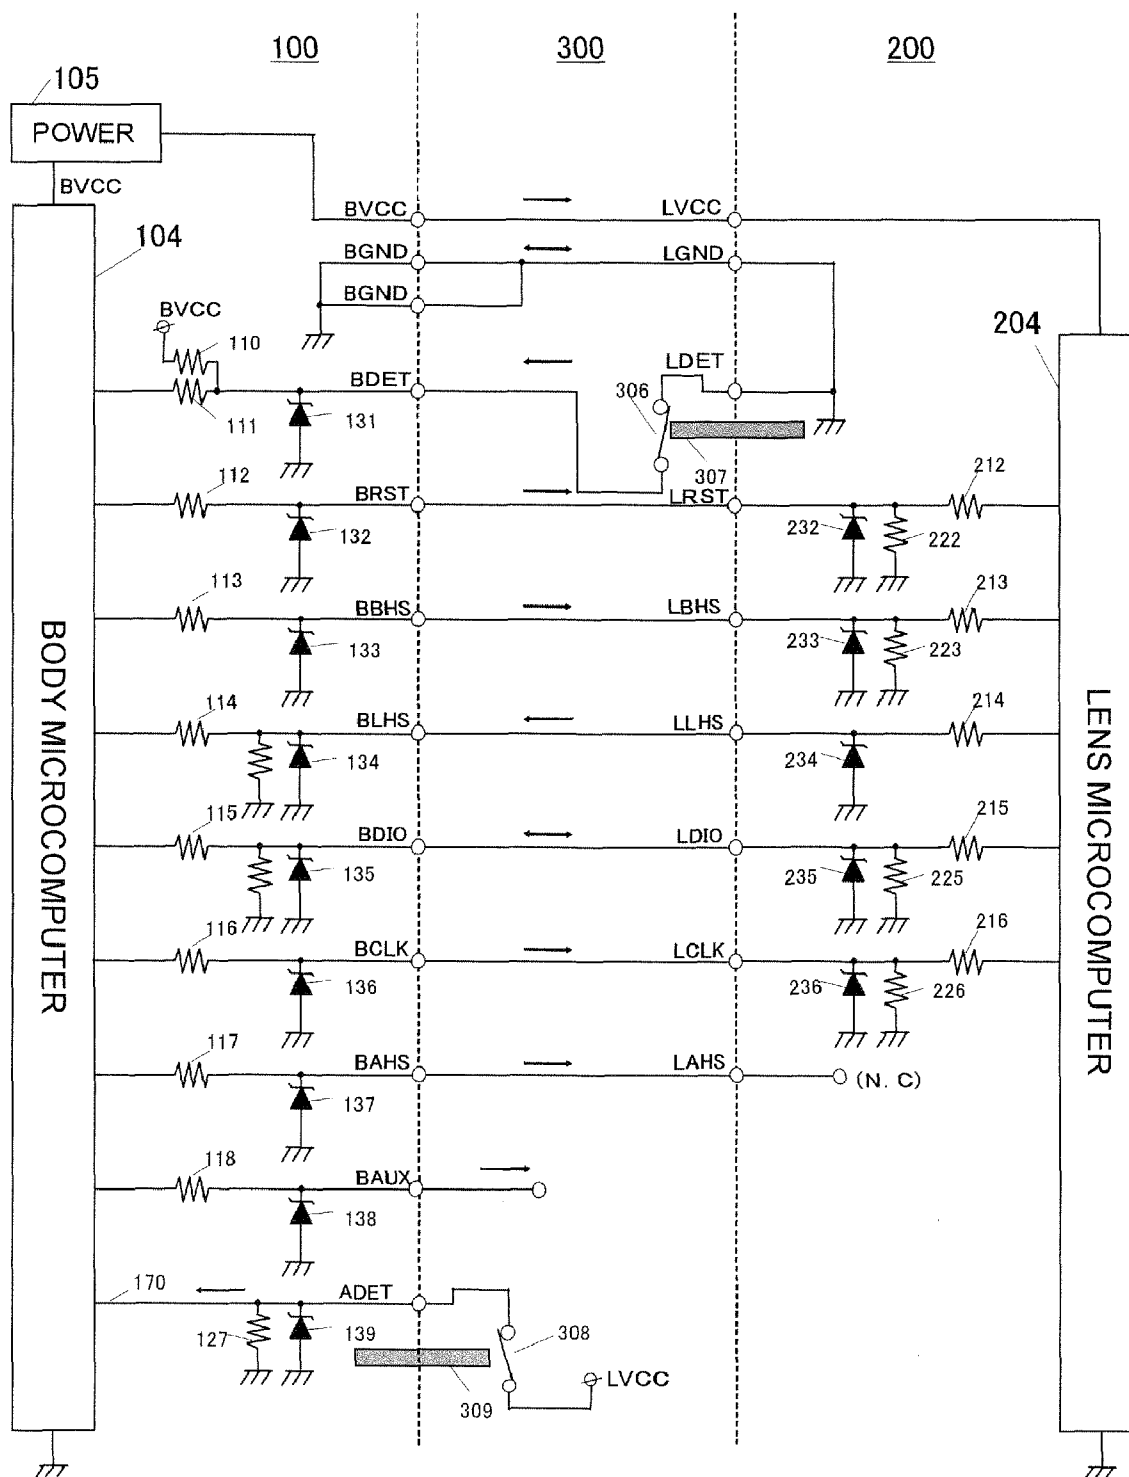 100 300 200
105
POWER
BVCC
BVCC LVCC
104
BGND LGND
BGND
BVCC
204
110
LDET
BDET
306
111 131
307
112 212
BRST LRST
132 232 222
113 213
BBHS LBHS
133 233 223
BODY MICROCOMPUTER
LENS MICROCOMPUTER
114 214
BLHS LLHS
134 234
115 215
BDIO LDIO
135 235 225
116 216
BCLK LCLK
136 236 226
117
BAHS LAHS
(N. C)
137
118
BAUX
138
170
ADET
127 139 308
LVCC
309